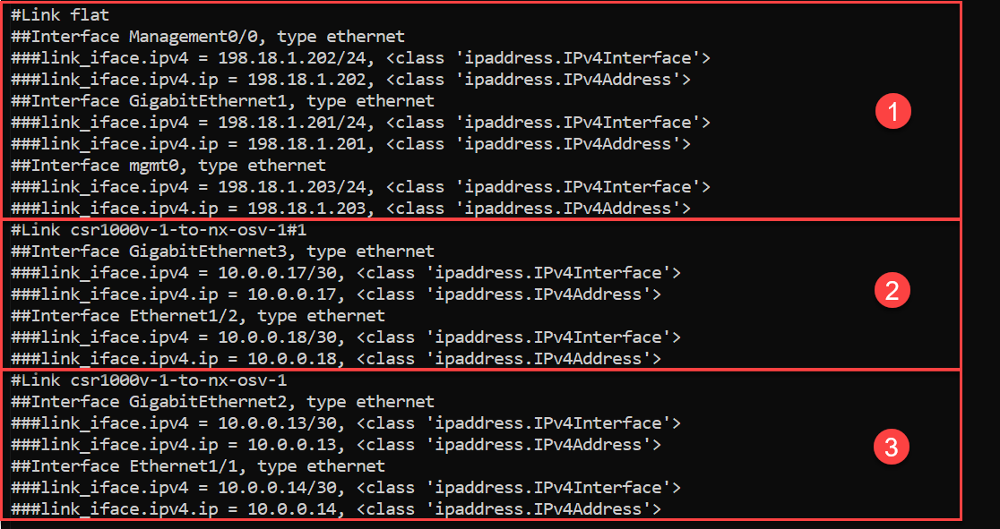 #Link flat
##Interface Management0/0, type ethernet
###link_iface.ipv4 = 198.18.1.202/24, <class 'ipaddress.IPv4Interface'>
###link_iface.ipv4.ip = 198.18.1.202, <class 'ipaddress.IPv4Address'>
##Interface GigabitEthernet1, type ethernet
###link_iface.ipv4 = 198.18.1.201/24, <class 'ipaddress.IPv4Interface'>
1
###link_iface.ipv4.ip = 198.18.1.201, <class 'ipaddress.IPv4Address'>
##Interface mgmt0, type ethernet
###link_iface.ipv4 = 198.18.1.203/24, <class 'ipaddress.IPv4Interface'>
###link_iface.ipv4.ip = 198.18.1.203, <class 'ipaddress.IPv4Address'>
#Link csr1000v-1-to-nx-osv-1#1
##Interface GigabitEthernet3, type ethernet
###link_iface.ipv4 = 10.0.0.17/30, <class 'ipaddress.IPv4Interface'>
###link_iface.ipv4.ip = 10.0.0.17, <class 'ipaddress.IPv4Address'>
2
##Interface Ethernet1/2, type ethernet
###link_iface.ipv4 = 10.0.0.18/30, <class 'ipaddress.IPv4Interface'>
###link_iface.ipv4.ip = 10.0.0.18, <class 'ipaddress.IPv4Address'>
#Link csr1000v-1-to-nx-osv-1
##Interface GigabitEthernet2, type ethernet
###link_iface.ipv4 = 10.0.0.13/30, <class 'ipaddress.IPv4Interface'>
###link_iface.ipv4.ip = 10.0.0.13, <class 'ipaddress.IPv4Address'>
3
##Interface Ethernet1/1, type ethernet
###link_iface.ipv4 = 10.0.0.14/30, <class 'ipaddress.IPv4Interface'>
###link_iface.ipv4.ip = 10.0.0.14, <class 'ipaddress.IPv4Address'>